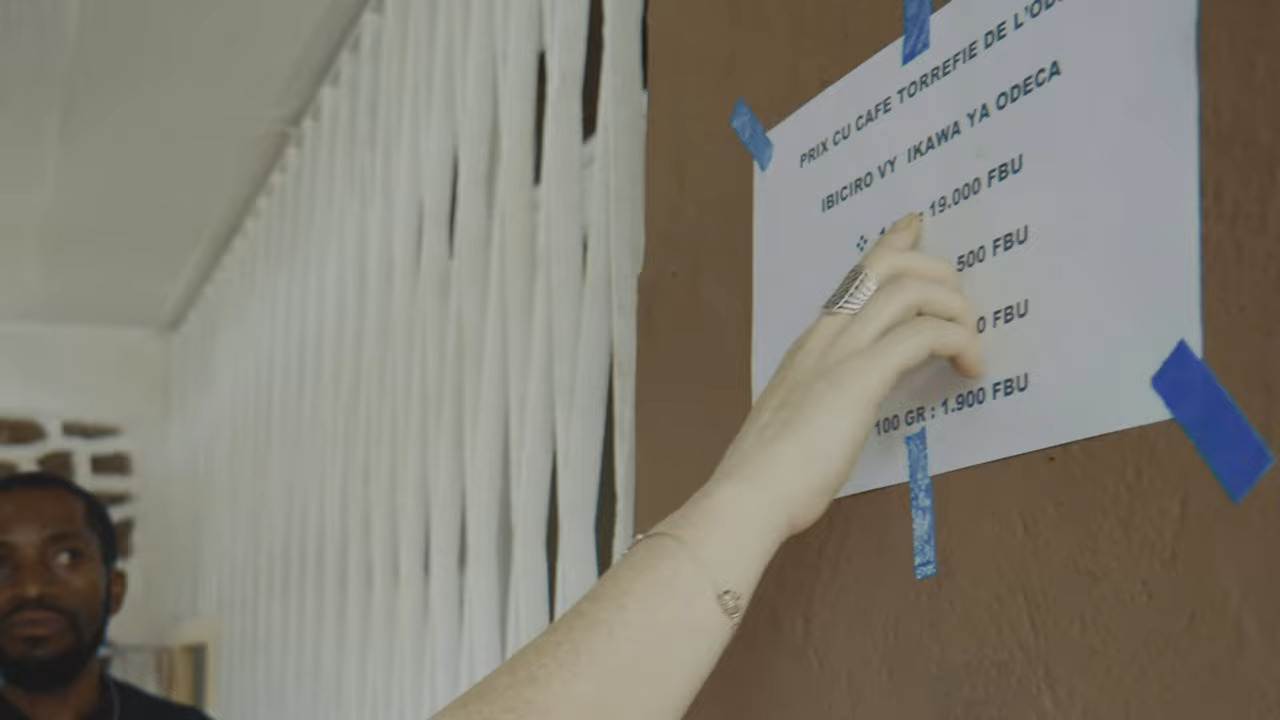 PRIX CU CAFE TORREFIE DE L'OD
IBICIRO VY IKAWA YA ODECA
19.000 FBU
500 FBU
0 FBU
100 GR : 1.900 FBU